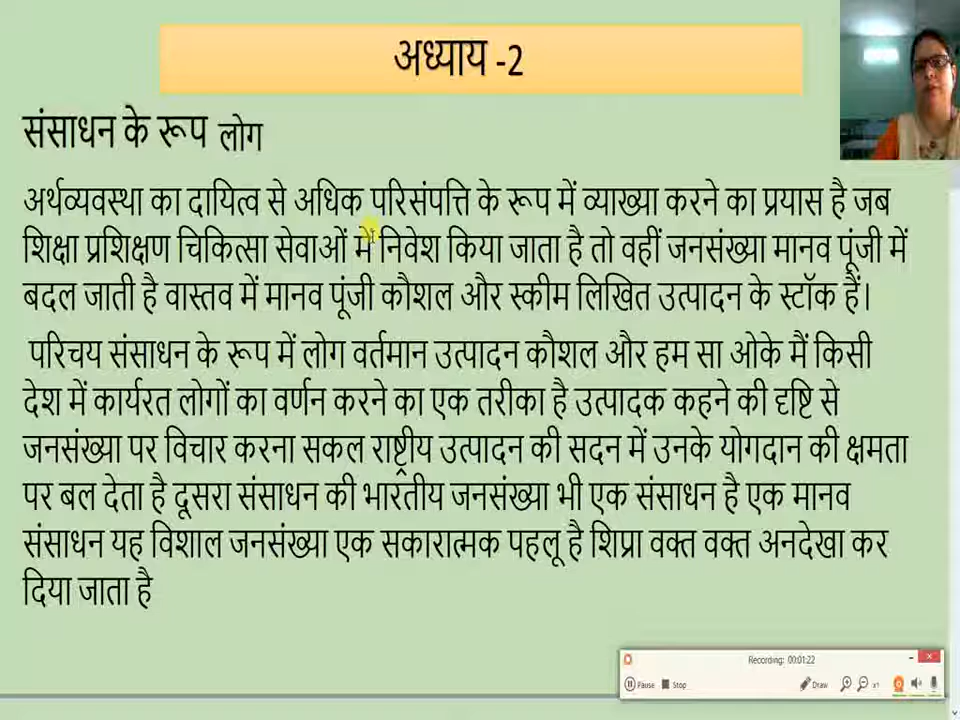 अध्याय -2
संसाधन के रूप लोग
अर्थव्यवस्था का दायित्व से अधिक परिसंपत्ति के रूप में व्याख्या करने का प्रयास है जब
शिक्षा प्रशिक्षण चिकित्सा सेवाओं में निवेश किया जाता है तो वहीं जनसंख्या मानव पूंजी में
बदल जाती है वास्तव में मानव पूंजी कौशल और स्कीम लिखित उत्पादन के स्टॉक हैं।
परिचय संसाधन के रूप में लोग वर्तमान उत्पादन कौशल और हम सा ओके मैं किसी
देश में कार्यरत लोगों का वर्णन करने का एक तरीका है उत्पादक कहने की दृष्टि से
जनसंख्या पर विचार करना सकल राष्ट्रीय उत्पादन की सदन में उनके योगदान की क्षमता
पर बल देता है दूसरा संसाधन की भारतीय जनसंख्या भी एक संसाधन है एक मानव
संसाधन यह विशाल जनसंख्या एक सकारात्मक पहलू है शिप्रा वक्त वक्त अनदेखा कर
दिया जाता है
Recording: 00:01:22
Pause Stop Draw x1